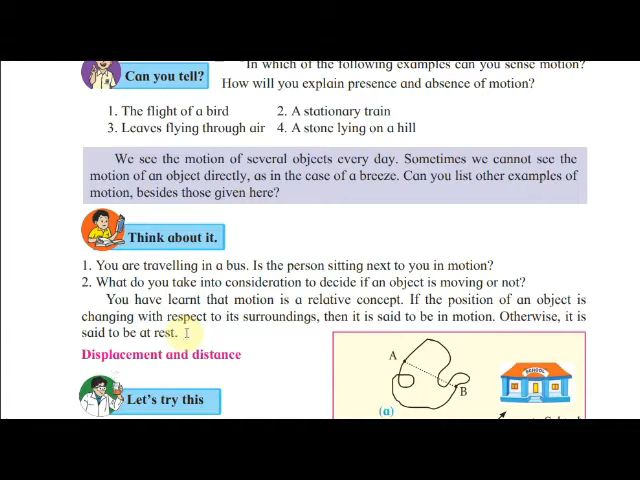 "In which of the following examples can you sense motion?
Can you tell?
How will you explain presence and absence of motion?
1. The flight of a bird 2. A stationary train
3. Leaves flying through air 4. A stone lying on a hill
We see the motion of several objects every day. Sometimes we cannot see the
motion of an object directly, as in the case of a breeze. Can you list other examples of
motion, besides those given here?
Think about it.
1. You are travelling in a bus. Is the person sitting next to you in motion?
2. What do you take into consideration to decide if an object is moving or not?
You have learnt that motion is a relative concept. If the position of an object is
changing with respect to its surroundings, then it is said to be in motion. Otherwise, it is
said to be at rest.
Displacement and distance
Let's try this
A
B
(a)
SCHOOL